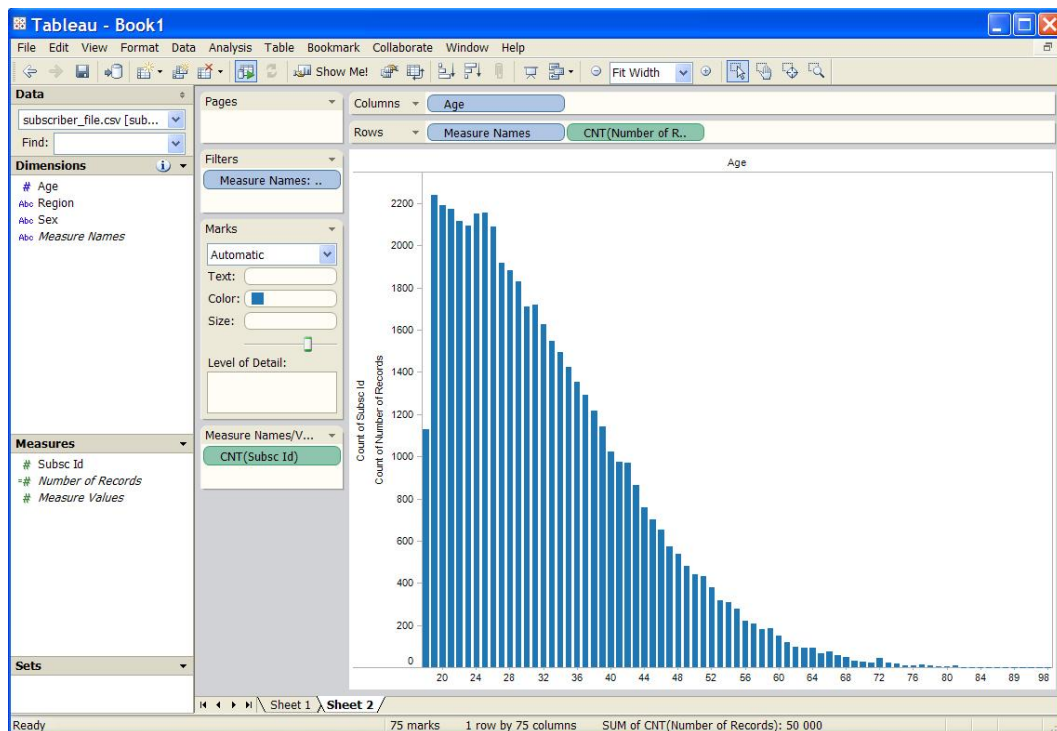 Tableau - Book1
File Edit View Format Data Analysis Table Bookmark Collaborate Window Help
Show Me!
Fit Width
Data
subscriber_file.csv [sub...
Find:
Dimensions
# Age
Abc Region
Abc Sex
Abc Measure Names
Measures
# Subsc Id
=# Number of Records
# Measure Values
Sets
Pages
Filters
Measure Names: ..
Marks
Automatic
Text:
Color:
Size:
Level of Detail:
Measure Names/V...
CNT(Subsc Id)
Columns
Age
Rows
Measure Names
CNT(Number of R..
Age
Count of Subsc Id
Count of Number of Records
2200
2000
1800
1600
1400
1200
1000
800
600
400
200
0
20 24 28 32 36 40 44 48 52 56 60 64 68 72 76 80 84 89 98
Sheet 1 Sheet 2
Ready
75 marks 1 row by 75 columns SUM of CNT(Number of Records): 50 000